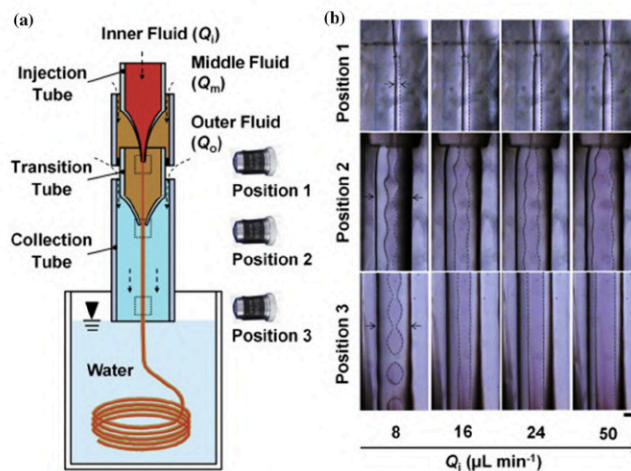 (a)
Inner Fluid (Qi)
Injection
Tube
Middle Fluid
(Qm)
Outer Fluid
(Qo)
Transition
Tube
Position 1
Collection
Tube
Position 2
Position 3
Water
(b)
Position 1
Position 2
Position 3
8 16 24 50
Qi (μL min⁻¹)